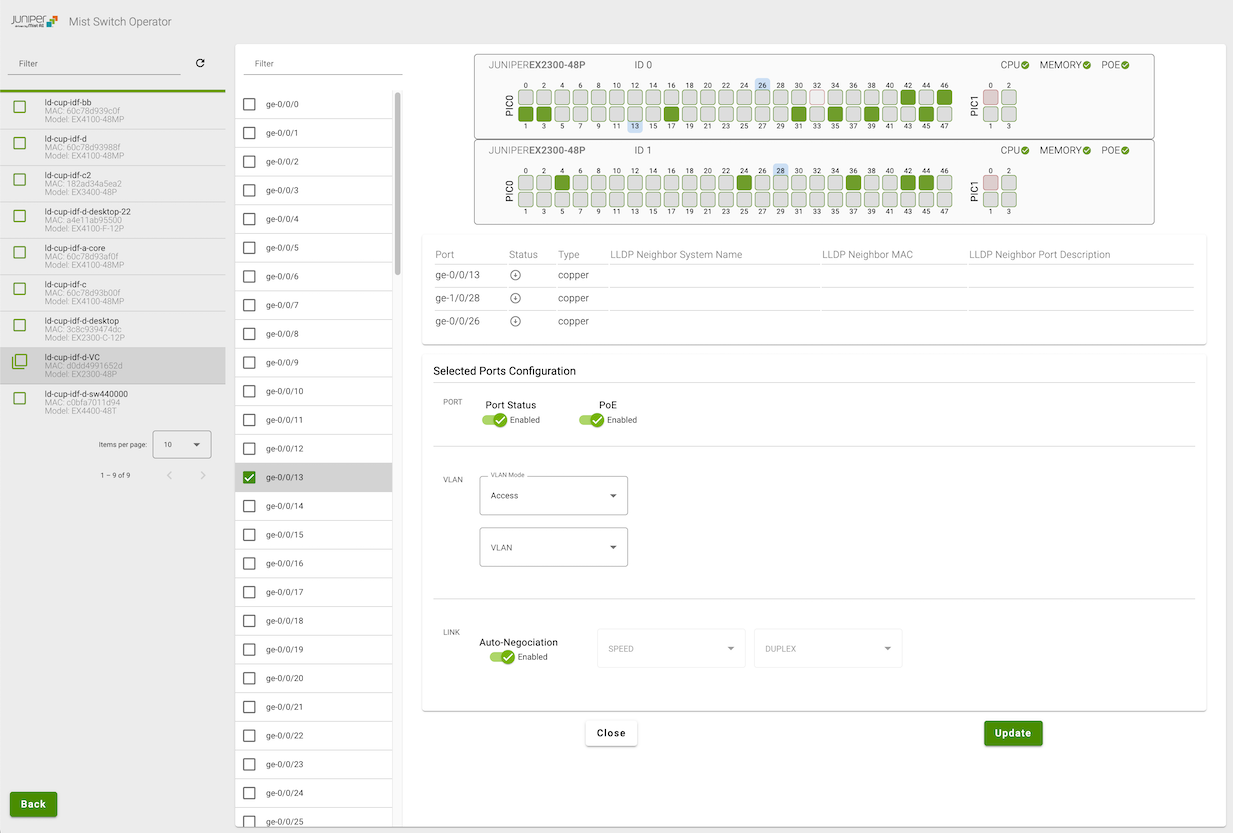 JUNIPER Mist Switch Operator
Filter
ld-cup-idf-bb
MAC: 60c78d939c0f
Model: EX4100-48MP
ld-cup-idf-d
MAC: 60c78d93988f
Model: EX4100-48MP
ld-cup-idf-c2
MAC: 182ad34a5ea2
Model: EX3400-48P
ld-cup-idf-d-desktop-22
MAC: a4e11ab95500
Model: EX4100-F-12P
ld-cup-idf-a-core
MAC: 60c78d93af0f
Model: EX4100-48MP
ld-cup-idf-c
MAC: 60c78d93b00f
Model: EX4100-48MP
ld-cup-idf-d-desktop
MAC: 3c8c939474dc
Model: EX2300-C-12P
ld-cup-idf-d-VC
MAC: d0dd4991652d
Model: EX2300-48P
ld-cup-idf-d-sw440000
MAC: c0bfa7011d94
Model: EX4400-48T
Items per page: 10
1 – 9 of 9
Back
Filter
ge-0/0/0
ge-0/0/1
ge-0/0/2
ge-0/0/3
ge-0/0/4
ge-0/0/5
ge-0/0/6
ge-0/0/7
ge-0/0/8
ge-0/0/9
ge-0/0/10
ge-0/0/11
ge-0/0/12
ge-0/0/13
ge-0/0/14
ge-0/0/15
ge-0/0/16
ge-0/0/17
ge-0/0/18
ge-0/0/19
ge-0/0/20
ge-0/0/21
ge-0/0/22
ge-0/0/23
ge-0/0/24
ge-0/0/25
JUNIPEREX2300-48P ID 0 CPU MEMORY POE
0 2 4 6 8 10 12 14 16 18 20 22 24 26 28 30 32 34 36 38 40 42 44 46 0 2
PIC0 PIC1
1 3 5 7 9 11 13 15 17 19 21 23 25 27 29 31 33 35 37 39 41 43 45 47 1 3
JUNIPEREX2300-48P ID 1 CPU MEMORY POE
0 2 4 6 8 10 12 14 16 18 20 22 24 26 28 30 32 34 36 38 40 42 44 46 0 2
PIC0 PIC1
1 3 5 7 9 11 13 15 17 19 21 23 25 27 29 31 33 35 37 39 41 43 45 47 1 3
Port Status Type LLDP Neighbor System Name LLDP Neighbor MAC LLDP Neighbor Port Description
ge-0/0/13 copper
ge-1/0/28 copper
ge-0/0/26 copper
Selected Ports Configuration
PORT Port Status PoE
Enabled Enabled
VLAN VLAN Mode
Access
VLAN
LINK Auto-Negociation
Enabled SPEED DUPLEX
Close Update